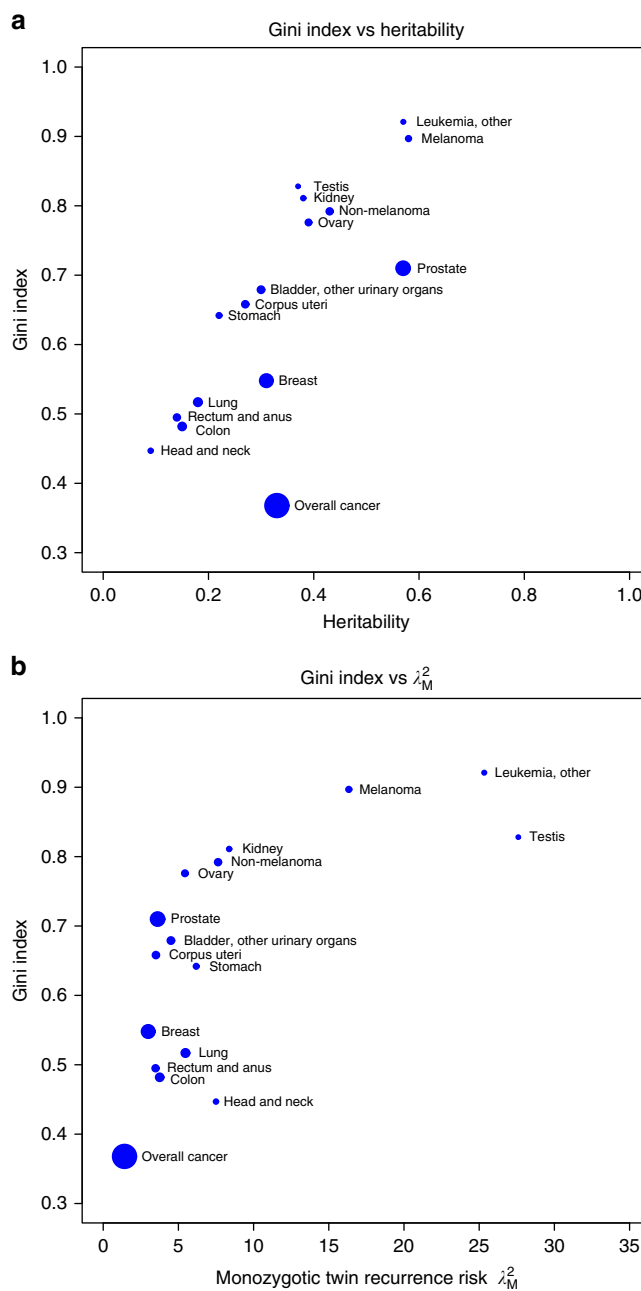 a
Gini index vs heritability
1.0
0.9
0.8
0.7
0.6
0.5
0.4
0.3
Gini index
Leukemia, other
Melanoma
Testis
Kidney
Non-melanoma
Ovary
Prostate
Bladder, other urinary organs
Corpus uteri
Stomach
Breast
Lung
Rectum and anus
Colon
Head and neck
Overall cancer
0.0 0.2 0.4 0.6 0.8 1.0
Heritability
b
Gini index vs λ²M
1.0
0.9
0.8
0.7
0.6
0.5
0.4
0.3
Gini index
Leukemia, other
Melanoma
Testis
Kidney
Non-melanoma
Ovary
Prostate
Bladder, other urinary organs
Corpus uteri
Stomach
Breast
Lung
Rectum and anus
Colon
Head and neck
Overall cancer
0 5 10 15 20 25 30 35
Monozygotic twin recurrence risk λ²M